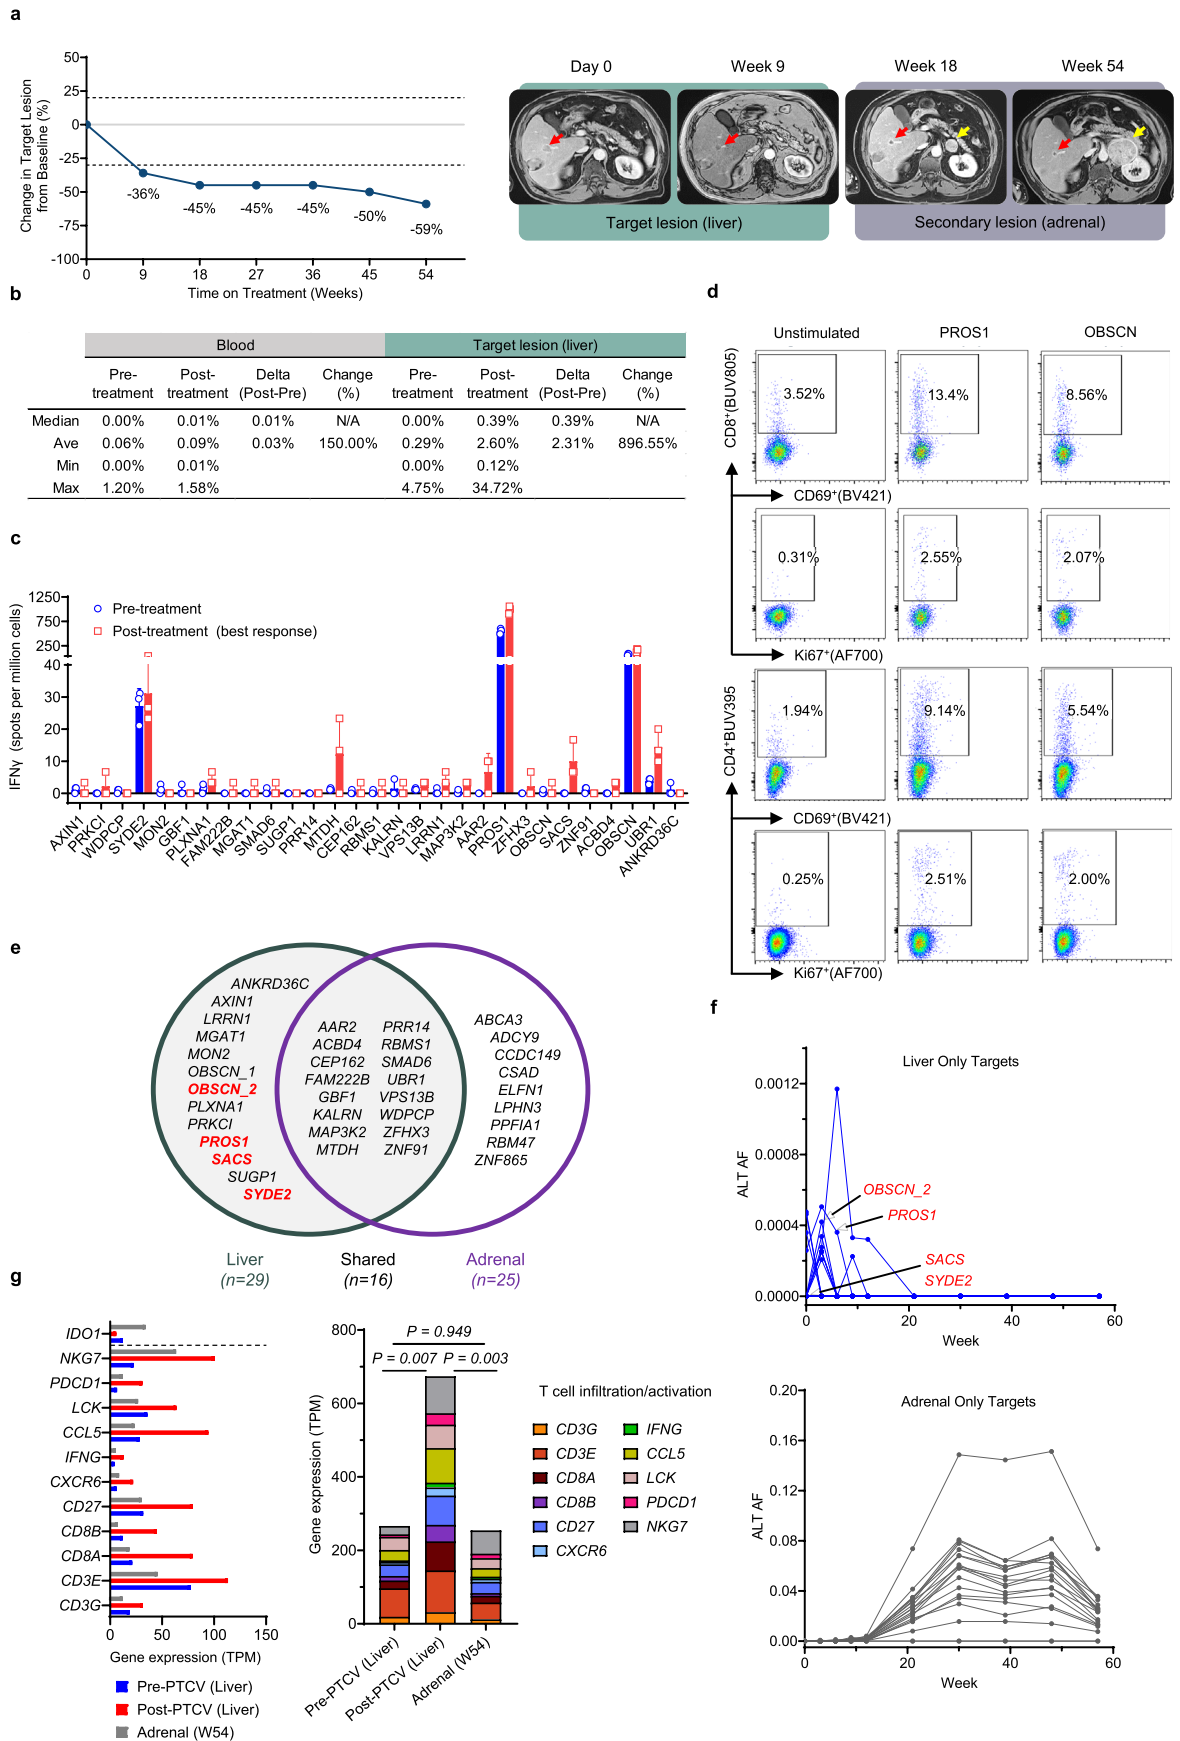 a
50
25
0
-25
-50
-75
-100
Change in Target Lesion
from Baseline (%)
-36%
-45%
-45%
-45%
-50%
-59%
0 9 18 27 36 45 54
Time on Treatment (Weeks)
Day 0 Week 9 Week 18 Week 54
Target lesion (liver) Secondary lesion (adrenal)
b
Blood Target lesion (liver)
Pre- Post- Delta Change Pre- Post- Delta Change
treatment treatment (Post-Pre) (%) treatment treatment (Post-Pre) (%)
Median 0.00% 0.01% 0.01% N/A 0.00% 0.39% 0.39% N/A
Ave 0.06% 0.09% 0.03% 150.00% 0.29% 2.60% 2.31% 896.55%
Min 0.00% 0.01% 0.00% 0.12%
Max 1.20% 1.58% 4.75% 34.72%
c
IFNγ (spots per million cells)
1250
750
250
40
30
20
10
0
Pre-treatment
Post-treatment (best response)
AXIN1
PRKCI
WDPCP
SYDE2
MON2
GBF1
PLXNA1
FAM222B
MGAT1
SMAD6
SUGP1
PRR14
MTDH
CEP162
RBMS1
KALRN
VPS13B
LRRN1
MAP3K2
AAR2
PROS1
ZFHX3
OBSCN
SACS
ZNF91
ACBD4
OBSCN
UBR1
ANKRD36C
d
Unstimulated PROS1 OBSCN
CD8⁺(BUV805)
3.52% 13.4% 8.56%
CD69⁺(BV421)
0.31% 2.55% 2.07%
Ki67⁺(AF700)
CD4⁺BUV395
1.94% 9.14% 5.54%
CD69⁺(BV421)
0.25% 2.51% 2.00%
Ki67⁺(AF700)
e
ANKRD36C
AXIN1
LRRN1
MGAT1
MON2
OBSCN_1
OBSCN_2
PLXNA1
PRKCI
PROS1
SACS
SUGP1
SYDE2
AAR2 PRR14
ACBD4 RBMS1
CEP162 SMAD6
FAM222B UBR1
GBF1 VPS13B
KALRN WDPCP
MAP3K2 ZFHX3
MTDH ZNF91
ABCA3
ADCY9
CCDC149
CSAD
ELFN1
LPHN3
PPFIA1
RBM47
ZNF865
Liver Shared Adrenal
(n=29) (n=16) (n=25)
f
Liver Only Targets
ALT AF
0.0012
0.0008
0.0004
0.0000
OBSCN_2
PROS1
SACS
SYDE2
0 20 40 60
Week
Adrenal Only Targets
ALT AF
0.20
0.16
0.12
0.08
0.04
0.00
0 20 40 60
Week
g
IDO1
NKG7
PDCD1
LCK
CCL5
IFNG
CXCR6
CD27
CD8B
CD8A
CD3E
CD3G
0 50 100 150
Gene expression (TPM)
Pre-PTCV (Liver)
Post-PTCV (Liver)
Adrenal (W54)
Gene expression (TPM)
800
600
400
200
0
P = 0.949
P = 0.007 P = 0.003
Pre-PTCV (Liver)
Post-PTCV (Liver)
Adrenal (W54)
T cell infiltration/activation
CD3G IFNG
CD3E CCL5
CD8A LCK
CD8B PDCD1
CD27 NKG7
CXCR6